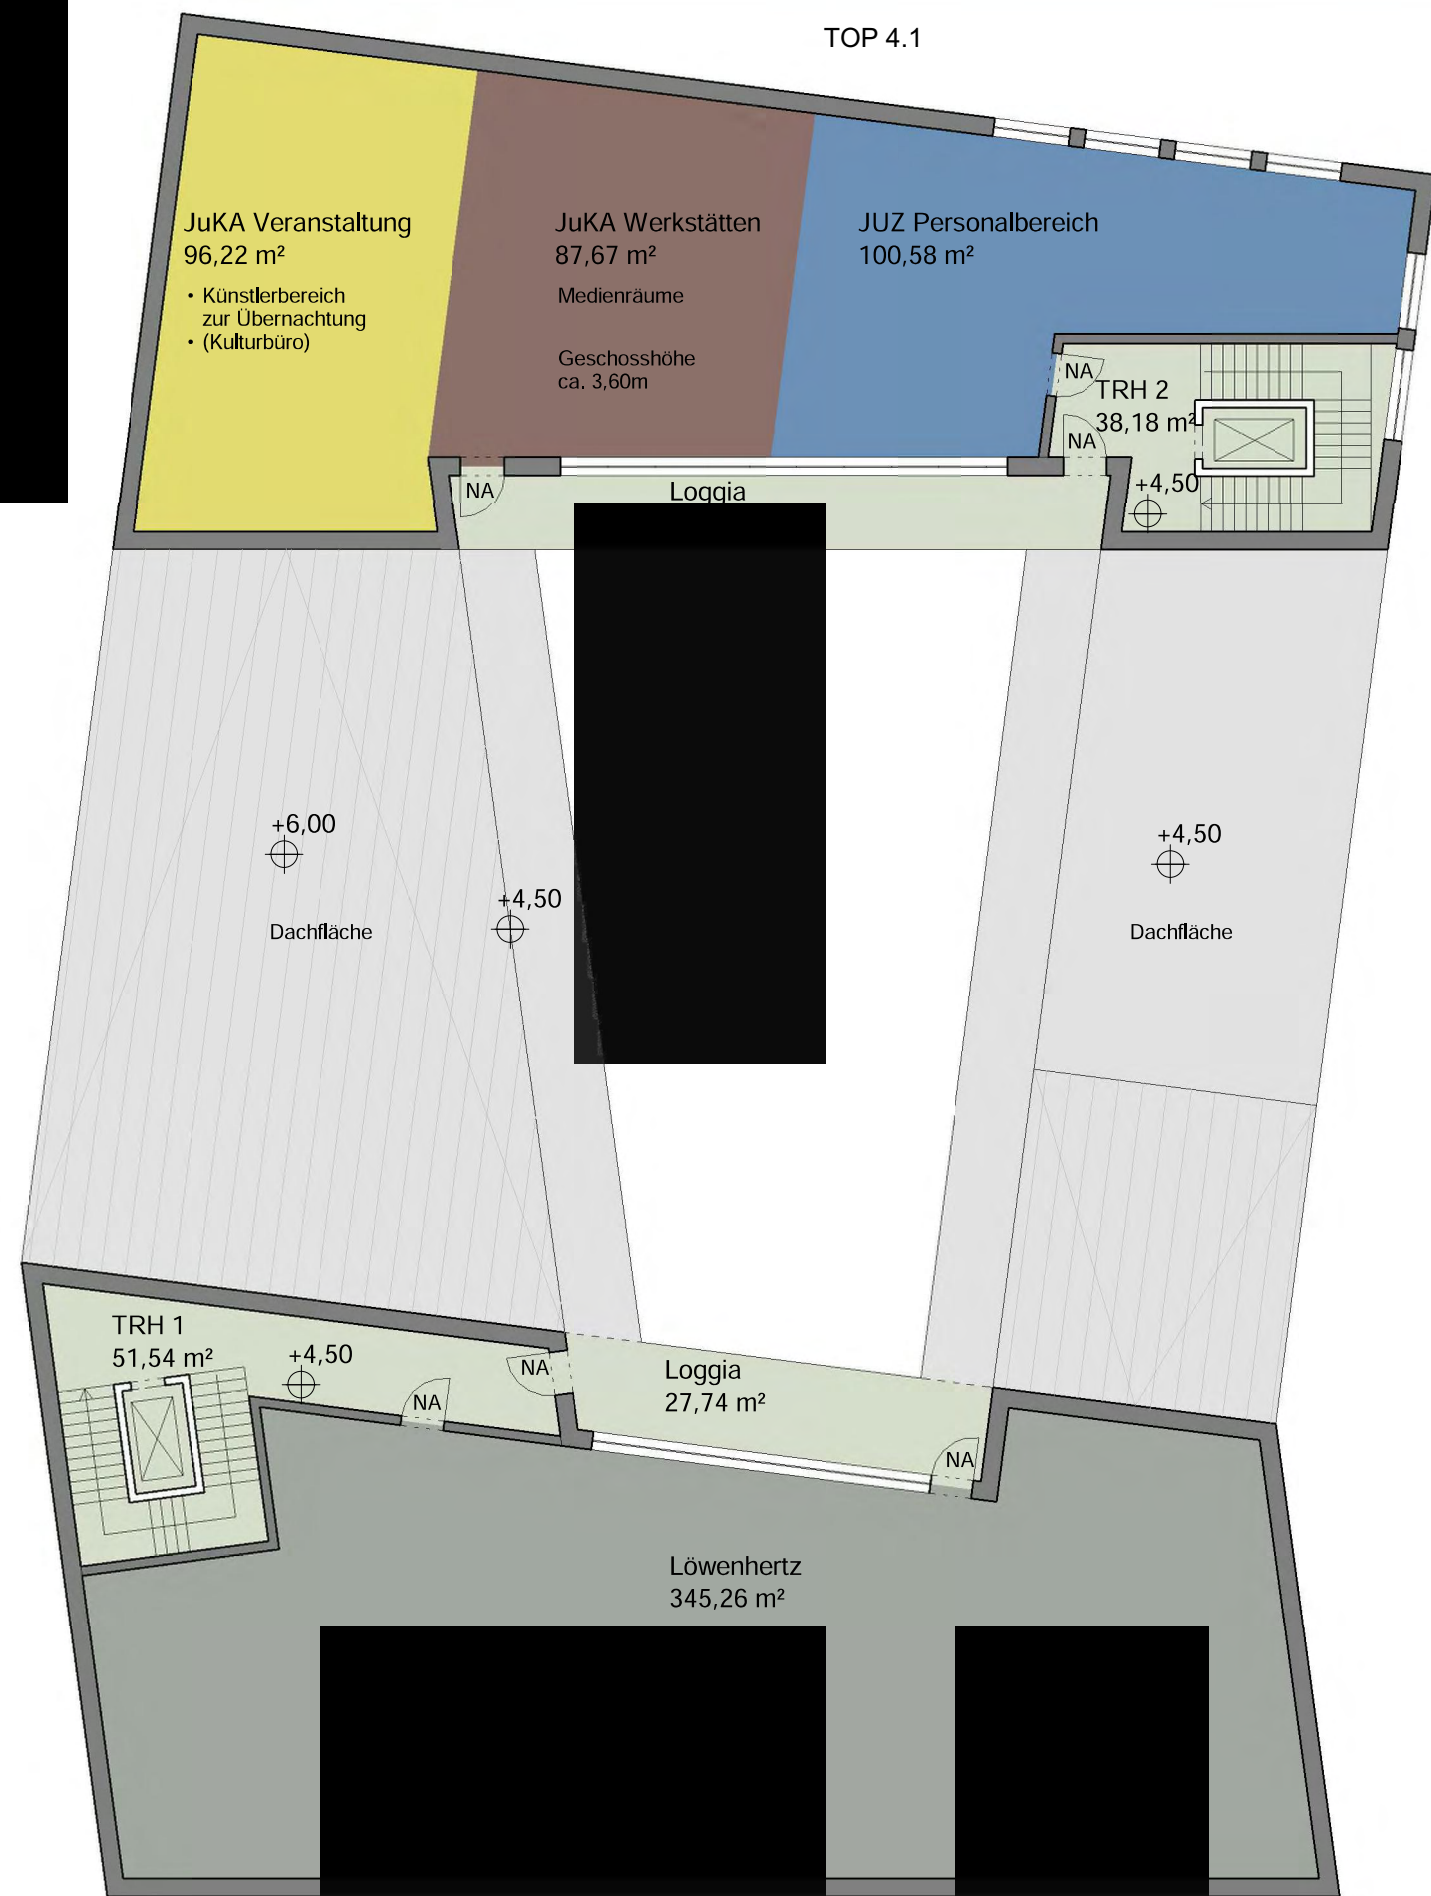 TOP 4.1
JuKA Veranstaltung
96,22 m²
• Künstlerbereich
zur Übernachtung
• (Kulturbüro)
JuKA Werkstätten
87,67 m²
Medienräume
Geschosshöhe
ca. 3,60m
JUZ Personalbereich
100,58 m²
NA
TRH 2
38,18 m²
NA
+4,50
NA
Loggia
+6,00
Dachfläche
+4,50
+4,50
Dachfläche
TRH 1
51,54 m²
+4,50
NA
NA
Loggia
27,74 m²
NA
Löwenhertz
345,26 m²